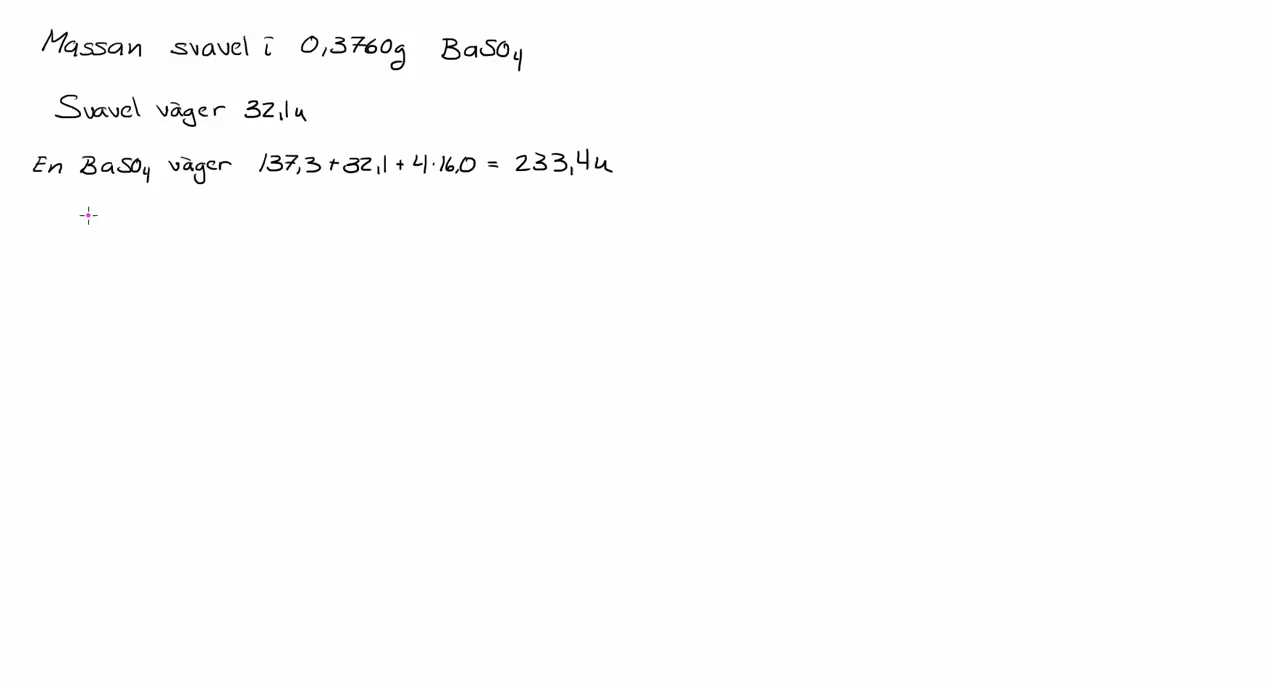 Massan svavel i 0,3760g BaSO₄
Svavel väger 32,1u
En BaSO₄ väger 137,3 + 32,1 + 4·16,0 = 233,4u